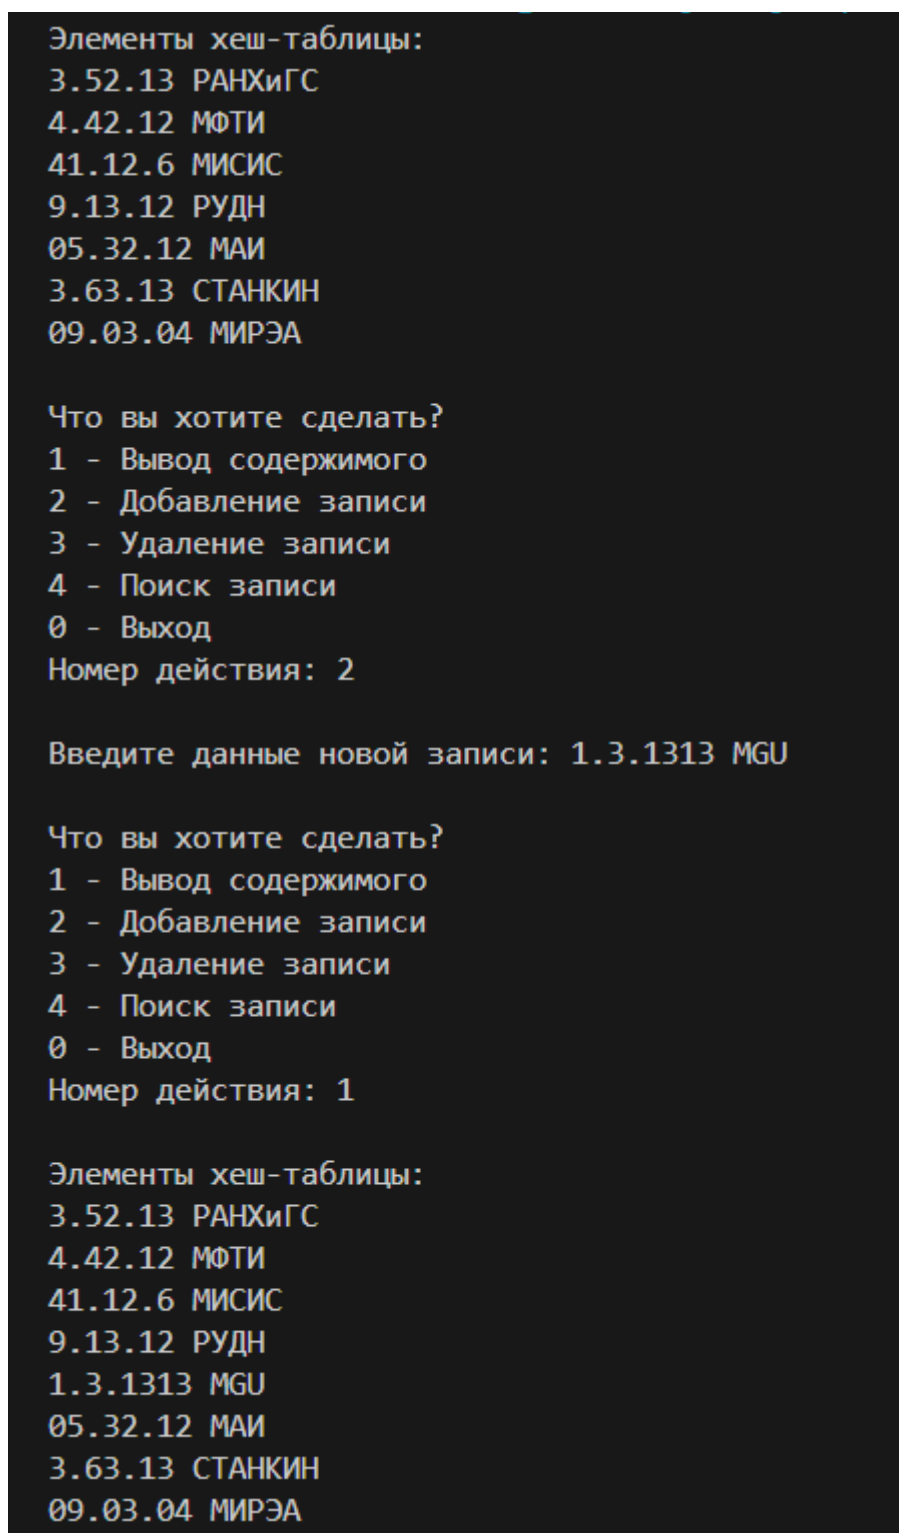 Элементы хеш-таблицы:
3.52.13 РАНХиГС
4.42.12 МФТИ
41.12.6 МИСИС
9.13.12 РУДН
05.32.12 МАИ
3.63.13 СТАНКИН
09.03.04 МИРЭА
Что вы хотите сделать?
1 - Вывод содержимого
2 - Добавление записи
3 - Удаление записи
4 - Поиск записи
0 - Выход
Номер действия: 2
Введите данные новой записи: 1.3.1313 MGU
Что вы хотите сделать?
1 - Вывод содержимого
2 - Добавление записи
3 - Удаление записи
4 - Поиск записи
0 - Выход
Номер действия: 1
Элементы хеш-таблицы:
3.52.13 РАНХиГС
4.42.12 МФТИ
41.12.6 МИСИС
9.13.12 РУДН
1.3.1313 MGU
05.32.12 МАИ
3.63.13 СТАНКИН
09.03.04 МИРЭА